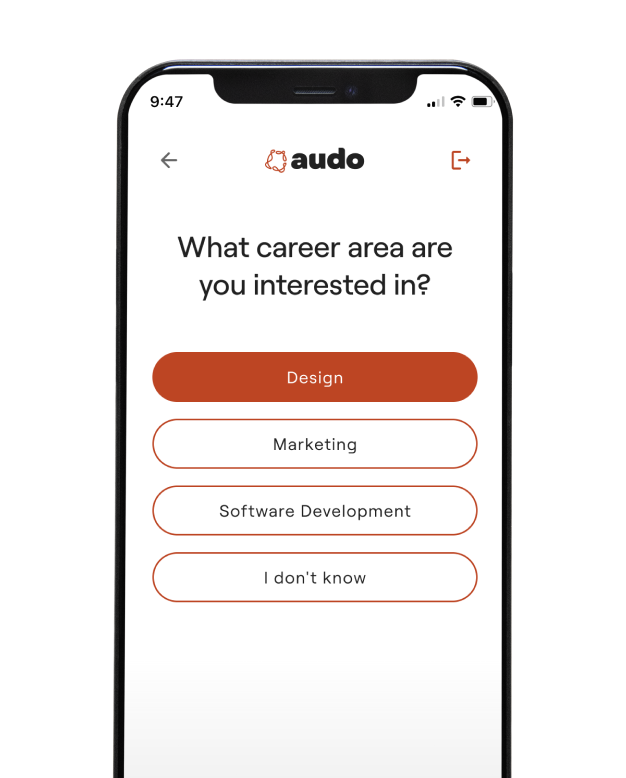 9:47
audo
What career area are
you interested in?
Design
Marketing
Software Development
I don't know